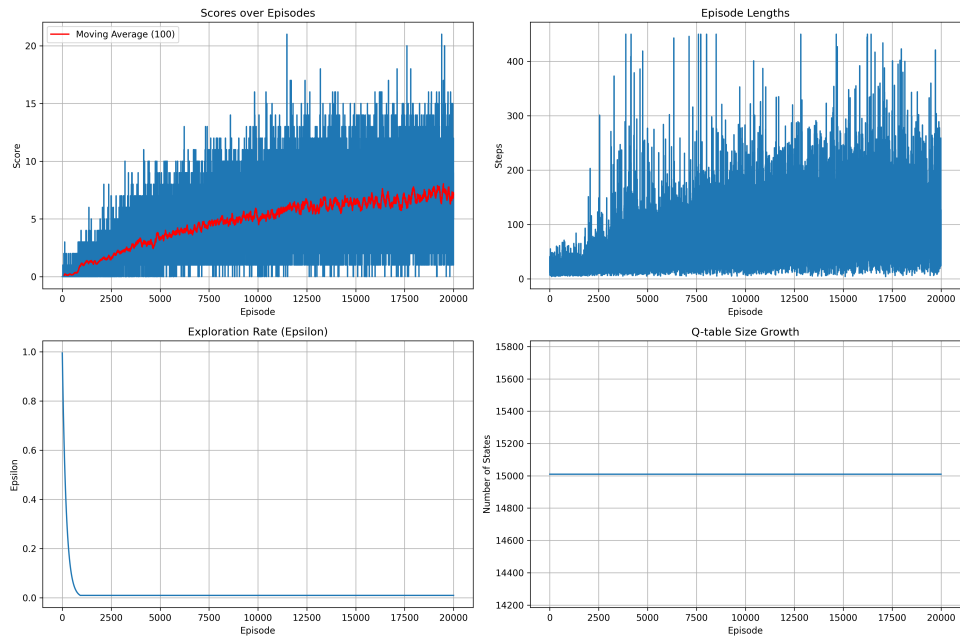 Scores over Episodes
Moving Average (100)
Score
20
15
10
5
0
0 2500 5000 7500 10000 12500 15000 17500 20000
Episode
Episode Lengths
Steps
400
300
200
100
0
0 2500 5000 7500 10000 12500 15000 17500 20000
Episode
Exploration Rate (Epsilon)
Epsilon
1.0
0.8
0.6
0.4
0.2
0.0
0 2500 5000 7500 10000 12500 15000 17500 20000
Episode
Q-table Size Growth
Number of States
15800
15600
15400
15200
15000
14800
14600
14400
14200
0 2500 5000 7500 10000 12500 15000 17500 20000
Episode